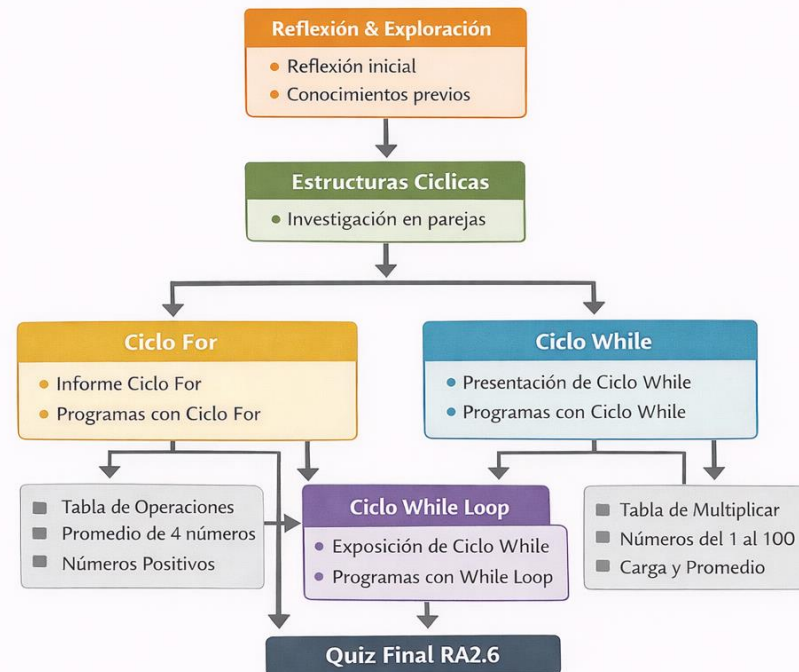 Reflexión & Exploración
Reflexión inicial
Conocimientos previos
Estructuras Ciclicas
Investigación en parejas
Ciclo For
Informe Ciclo For
Programas con Ciclo For
Ciclo While
Presentación de Ciclo While
Programas con Ciclo While
Tabla de Operaciones
Promedio de 4 números
Números Positivos
Ciclo While Loop
Exposición de Ciclo While
Programas con While Loop
Tabla de Multiplicar
Números del 1 al 100
Carga y Promedio
Quiz Final RA2.6